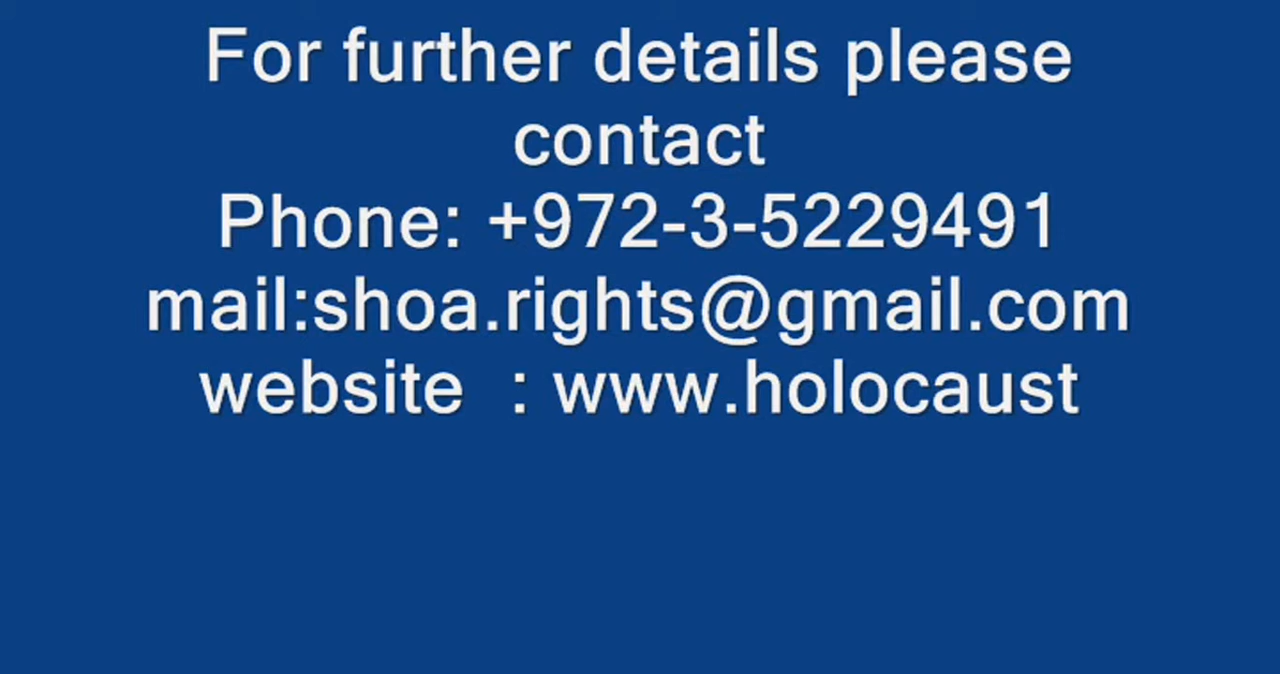 For further details please
contact
Phone: +972-3-5229491
mail:shoa.rights@gmail.com
website  : www.holocaust